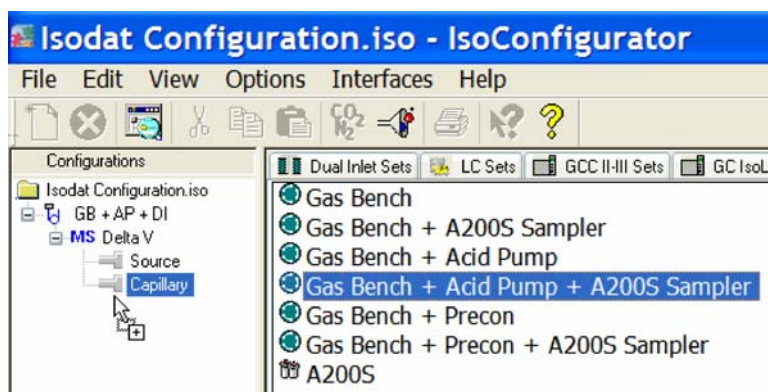 Isodat Configuration.iso - IsoConfigurator
File Edit View Options Interfaces Help
CO2 N2
Configurations
Isodat Configuration.iso
GB + AP + DI
MS Delta V
Source
Capillary
Dual Inlet Sets LC Sets GCC II-III Sets GC IsoL
Gas Bench
Gas Bench + A200S Sampler
Gas Bench + Acid Pump
Gas Bench + Acid Pump + A200S Sampler
Gas Bench + Precon
Gas Bench + Precon + A200S Sampler
A200S